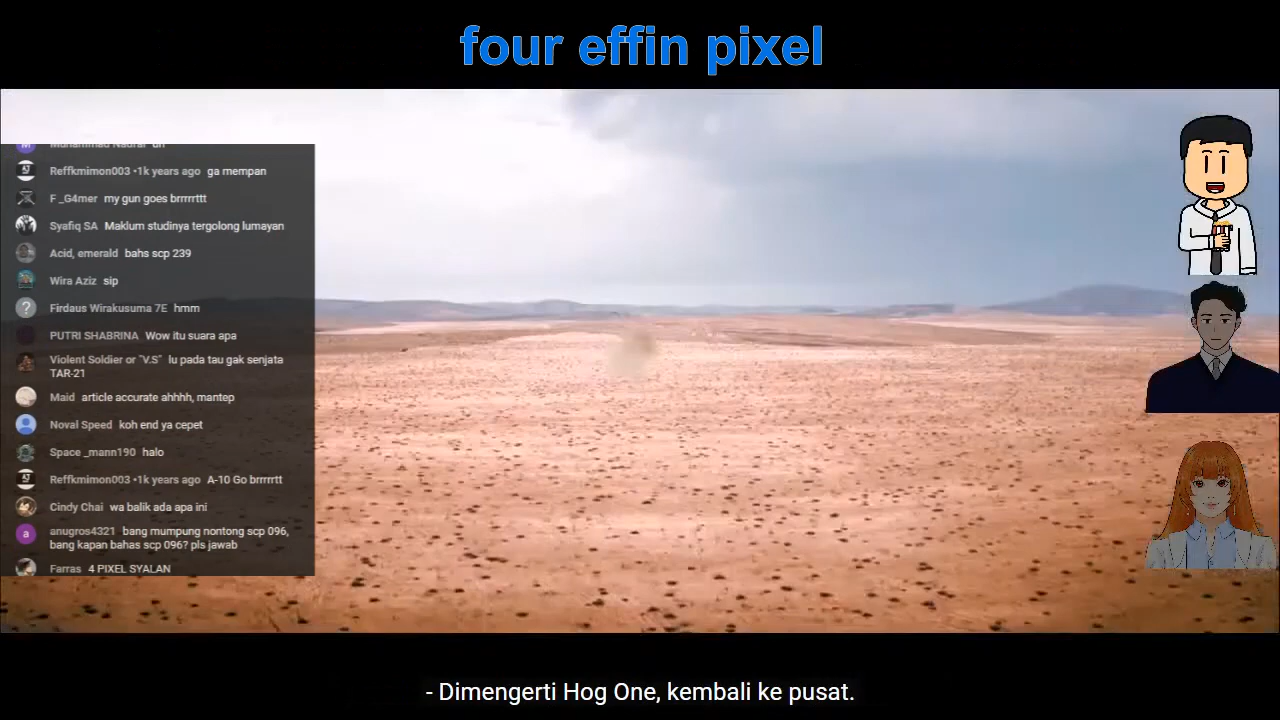 four effin pixel
Reffkmimon003 •1k years ago ga mempan
F_G4mer my gun goes brrrrrttt
Syafiq SA Maklum studinya tergolong lumayan
Acid, emerald bahs scp 239
Wira Aziz sip
Firdaus Wirakusuma 7E hmm
PUTRI SHABRINA Wow itu suara apa
Violent Soldier or "V.S" lu pada tau gak senjata
TAR-21
Maid article accurate ahhhh, mantep
Noval Speed koh end ya cepet
Space _mann190 halo
Reffkmimon003 •1k years ago A-10 Go brrrrrtt
Cindy Chai wa balik ada apa ini
a anugros4321 bang mumpung nontong scp 096,
bang kapan bahas scp 096? pls jawab
Farras 4 PIXEL SYALAN
- Dimengerti Hog One, kembali ke pusat.